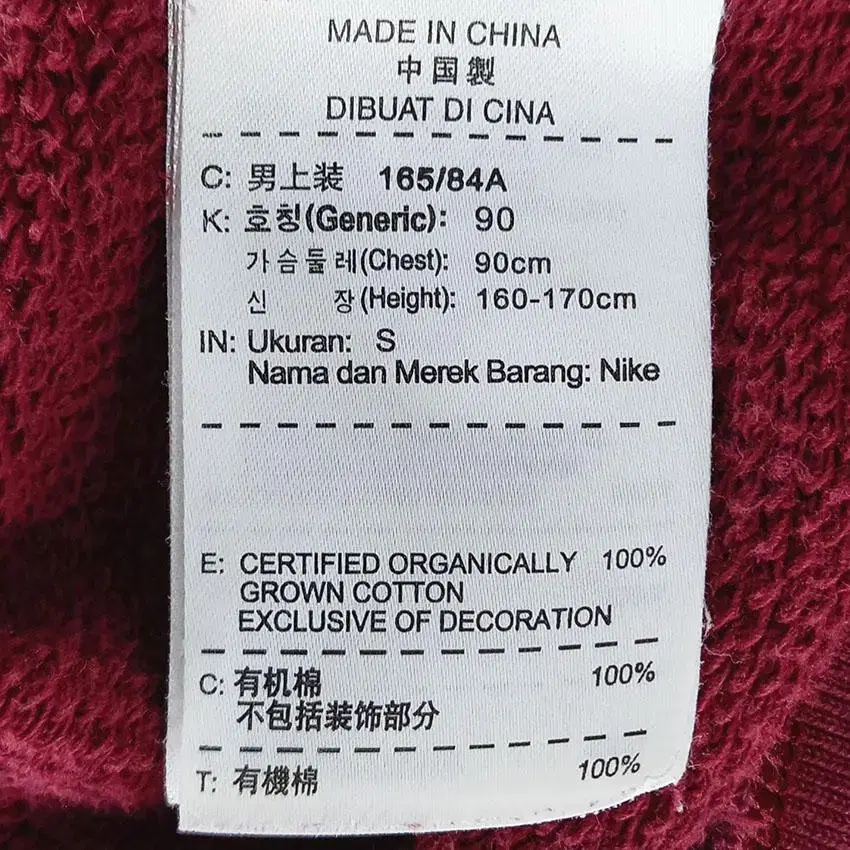 MADE IN CHINA
中国製
DIBUAT DI CINA
C: 男上装 165/84A
K: 호칭(Generic): 90
가슴둘레(Chest): 90cm
신 장(Height): 160-170cm
IN: Ukuran: S
Nama dan Merek Barang: Nike
E: CERTIFIED ORGANICALLY 100%
GROWN COTTON
EXCLUSIVE OF DECORATION
C: 有机棉 100%
不包括装饰部分
T: 有機棉 100%